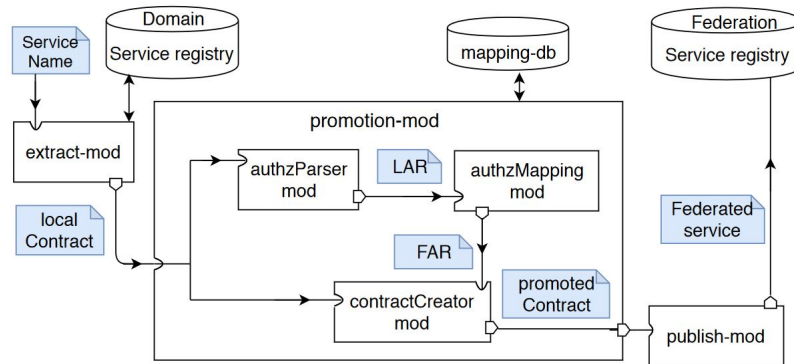 Service
Name
Domain
Service registry
mapping-db
Federation
Service registry
extract-mod
promotion-mod
authzParser
mod
LAR
authzMapping
mod
local
Contract
FAR
Federated
service
contractCreator
mod
promoted
Contract
publish-mod